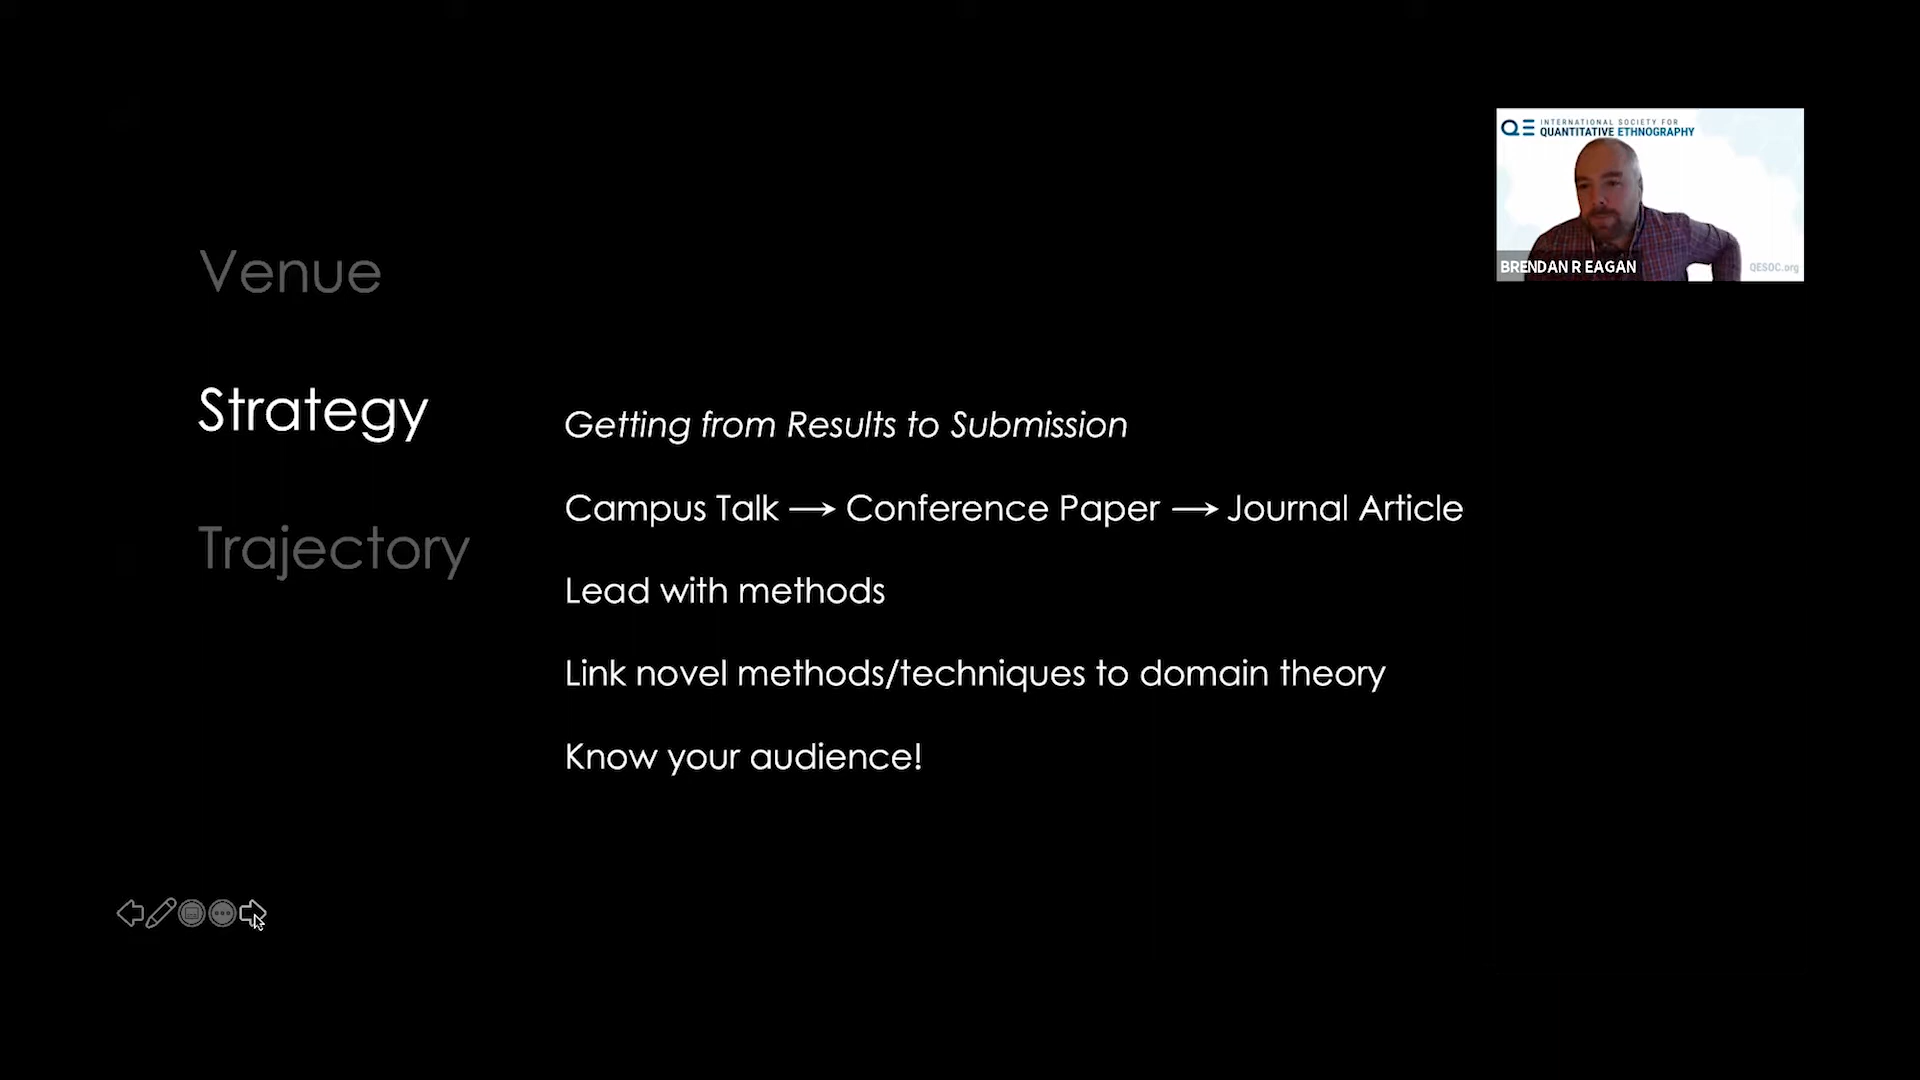 INTERNATIONAL SOCIETY FOR
QUANTITATIVE ETHNOGRAPHY
BRENDAN R EAGAN
QESOC.org
Venue
Strategy
Trajectory
Getting from Results to Submission
Campus Talk → Conference Paper → Journal Article
Lead with methods
Link novel methods/techniques to domain theory
Know your audience!